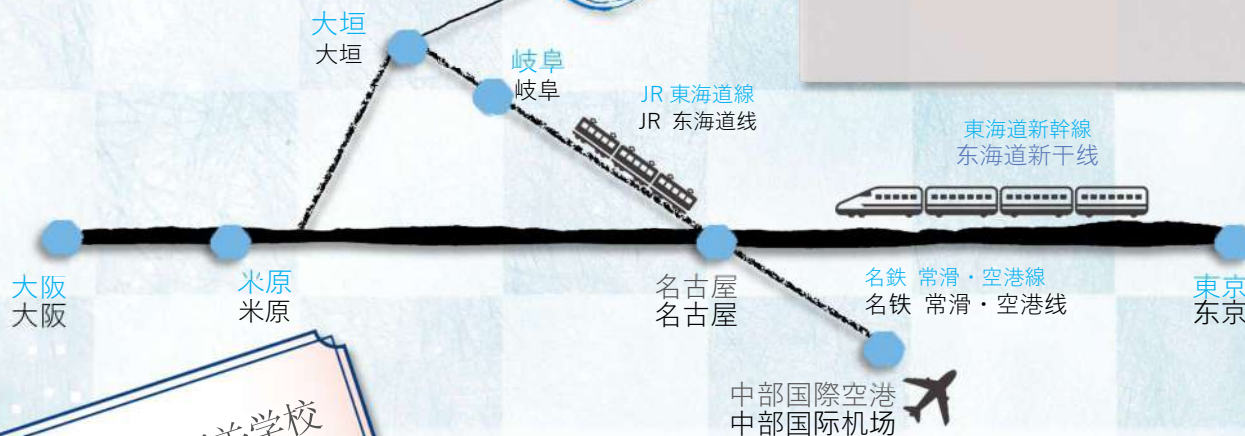 大垣
大垣
岐阜
岐阜
JR 東海道線
JR 东海道线
東海道新幹線
东海道新干线
大阪
大阪
米原
米原
名古屋
名古屋
名鉄 常滑・空港線
名铁 常滑・空港线
東京
东京
中部国際空港
中部国际机场
学校